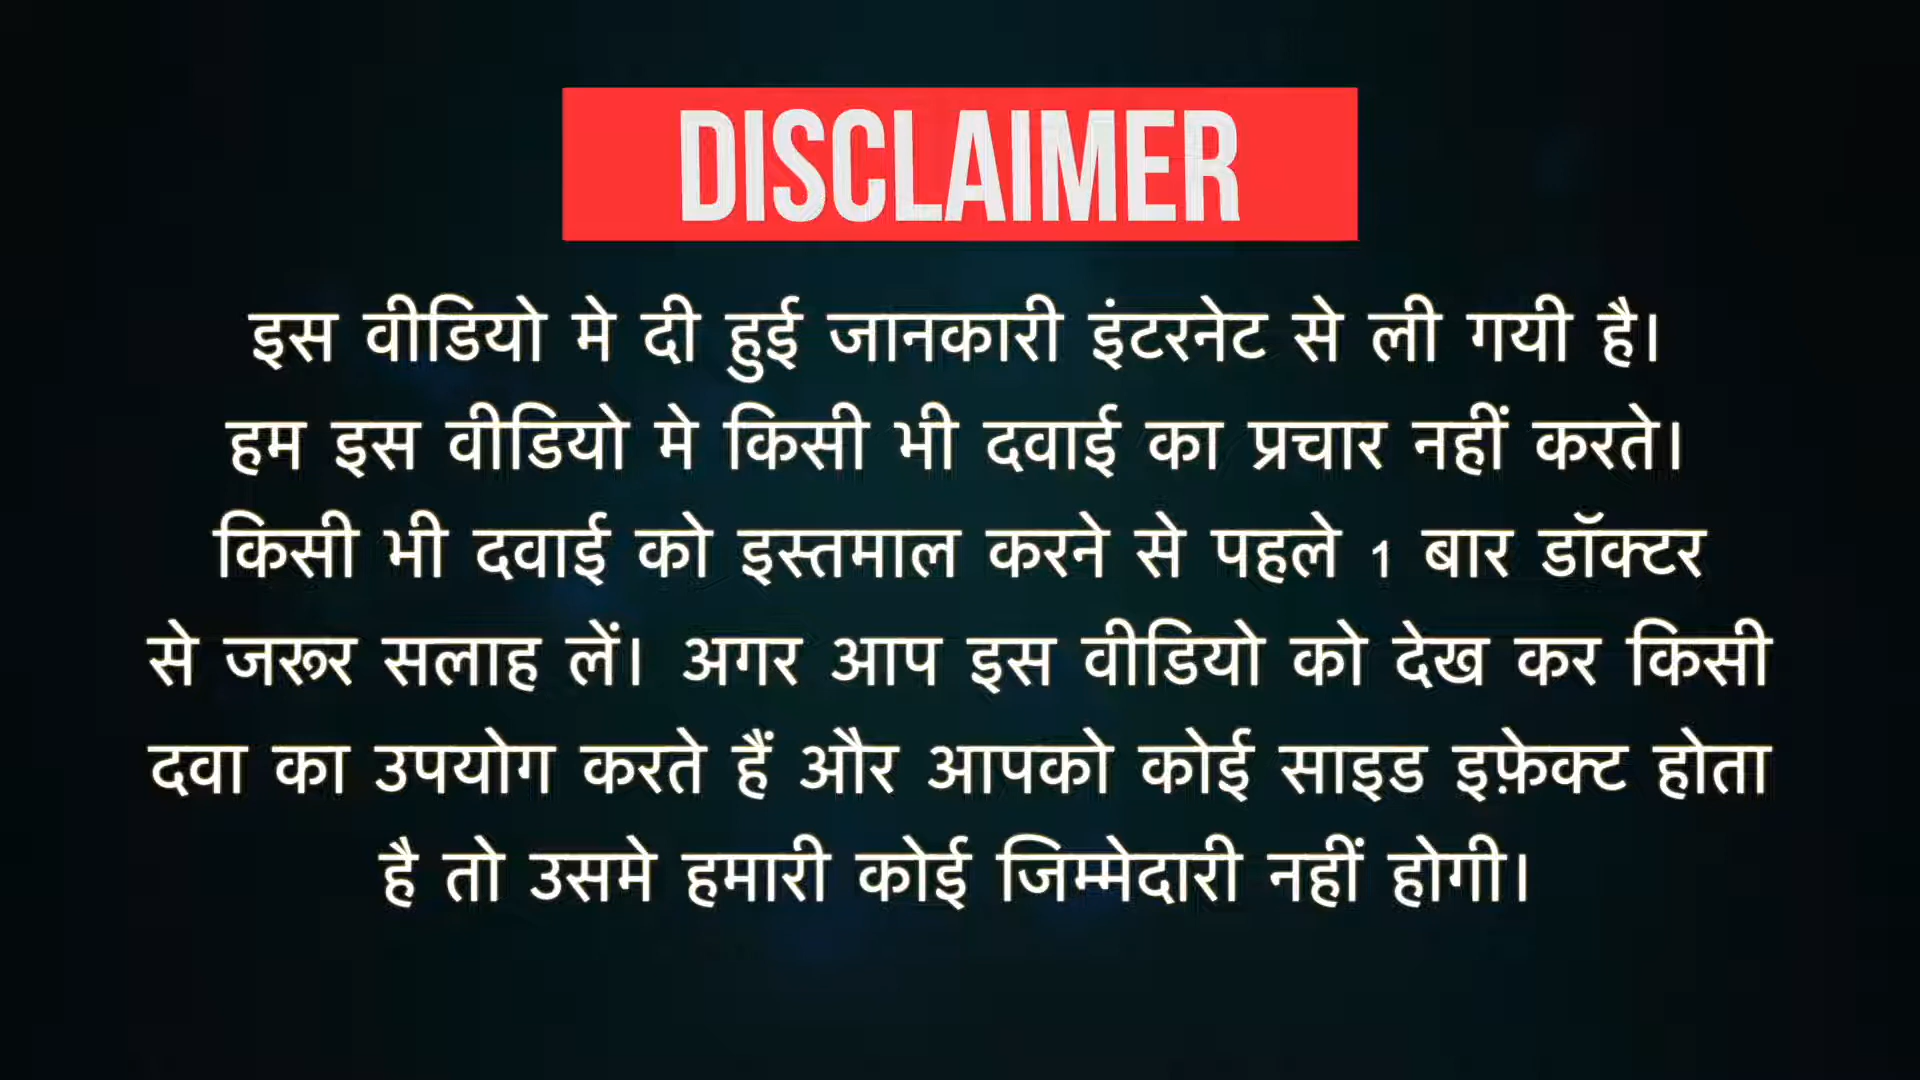 DISCLAIMER
इस वीडियो मे दी हुई जानकारी इंटरनेट से ली गयी है।
हम इस वीडियो मे किसी भी दवाई का प्रचार नहीं करते।
किसी भी दवाई को इस्तमाल करने से पहले 1 बार डॉक्टर
से जरूर सलाह लें। अगर आप इस वीडियो को देख कर किसी
दवा का उपयोग करते हैं और आपको कोई साइड इफ़ेक्ट होता
है तो उसमे हमारी कोई जिम्मेदारी नहीं होगी।